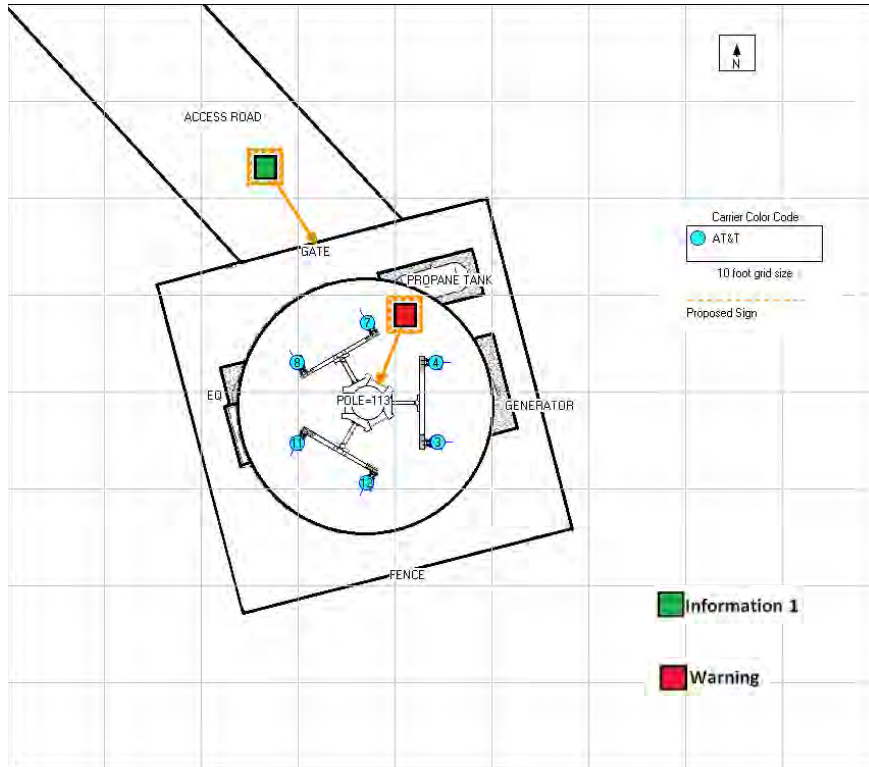 N
ACCESS ROAD
Carrier Color Code
AT&T
GATE
10 foot grid size
PROPANE TANK
Proposed Sign
7
8
4
EQ
POLE=113'
GENERATOR
11
3
12
FENCE
Information 1
Warning